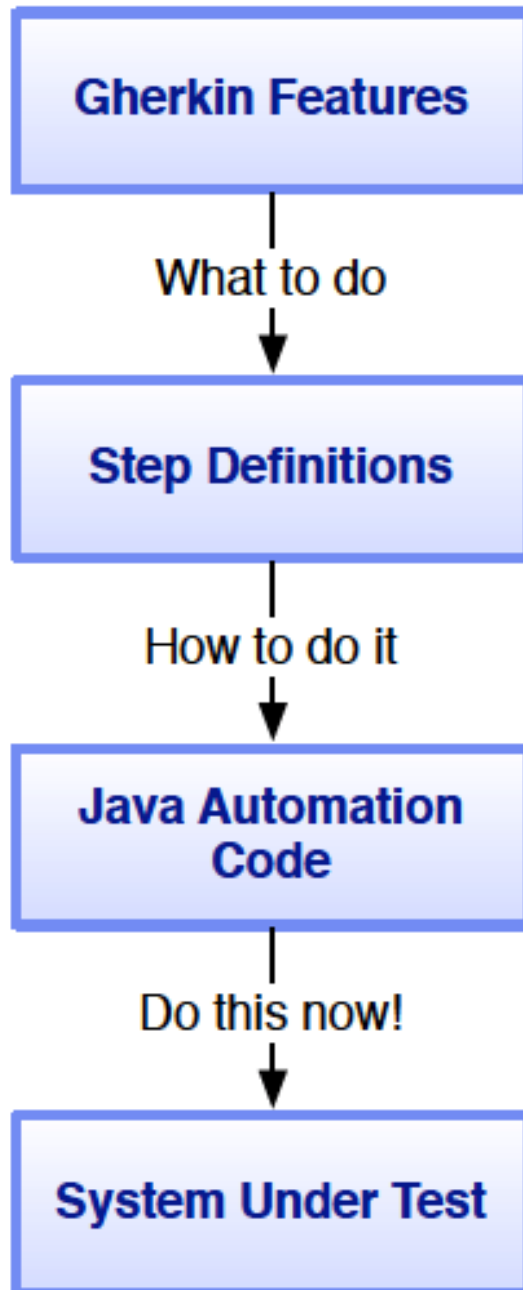 Gherkin Features
What to do
Step Definitions
How to do it
Java Automation
Code
Do this now!
System Under Test